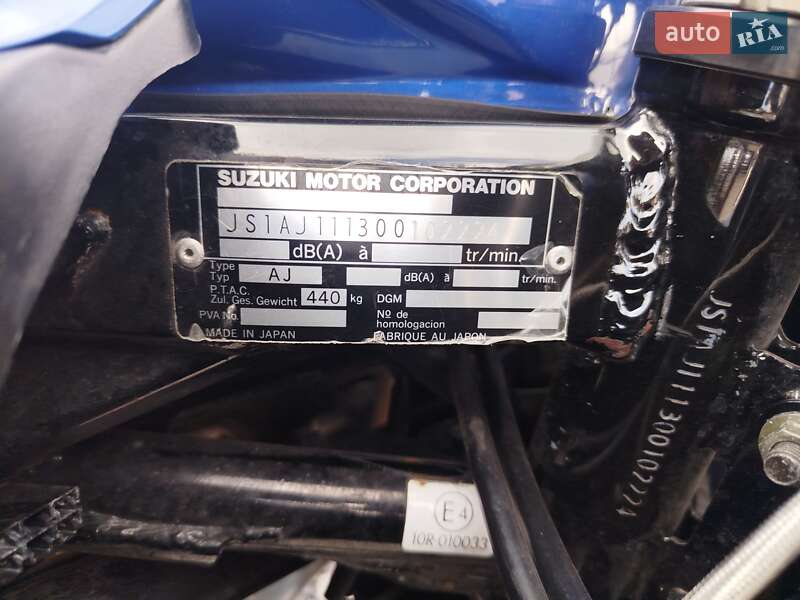 auto RIA
.com
SUZUKI MOTOR CORPORATION
JS1AJ111300102224
dB(A) à tr/min.
Type
Typ AJ dB(A) à tr/min.
P.T.A.C.
Zul. Ges. Gewicht 440 kg DGM
PVA No. Nº de
homologacion
MADE IN JAPAN FABRIQUE AU JAPON
E4
10R-010033